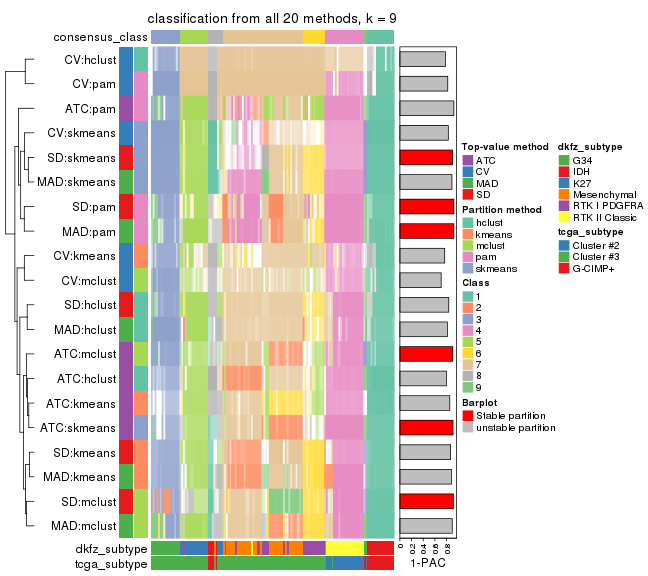 classification from all 20 methods, k = 9
consensus_class
CV:hclust
CV:pam
ATC:pam
CV:skmeans
SD:skmeans
MAD:skmeans
SD:pam
MAD:pam
CV:kmeans
CV:mclust
SD:hclust
MAD:hclust
ATC:mclust
ATC:hclust
ATC:kmeans
ATC:skmeans
SD:kmeans
MAD:kmeans
SD:mclust
MAD:mclust
dkfz_subtype
tcga_subtype
0 0.2 0.4 0.6 0.8
1-PAC
Top-value method
ATC
CV
MAD
SD
Partition method
hclust
kmeans
mclust
pam
skmeans
Class
1
2
3
4
5
6
7
8
9
Barplot
Stable partition
unstable partition
dkfz_subtype
G34
IDH
K27
Mesenchymal
RTK I PDGFRA
RTK II Classic
tcga_subtype
Cluster #2
Cluster #3
G-CIMP+